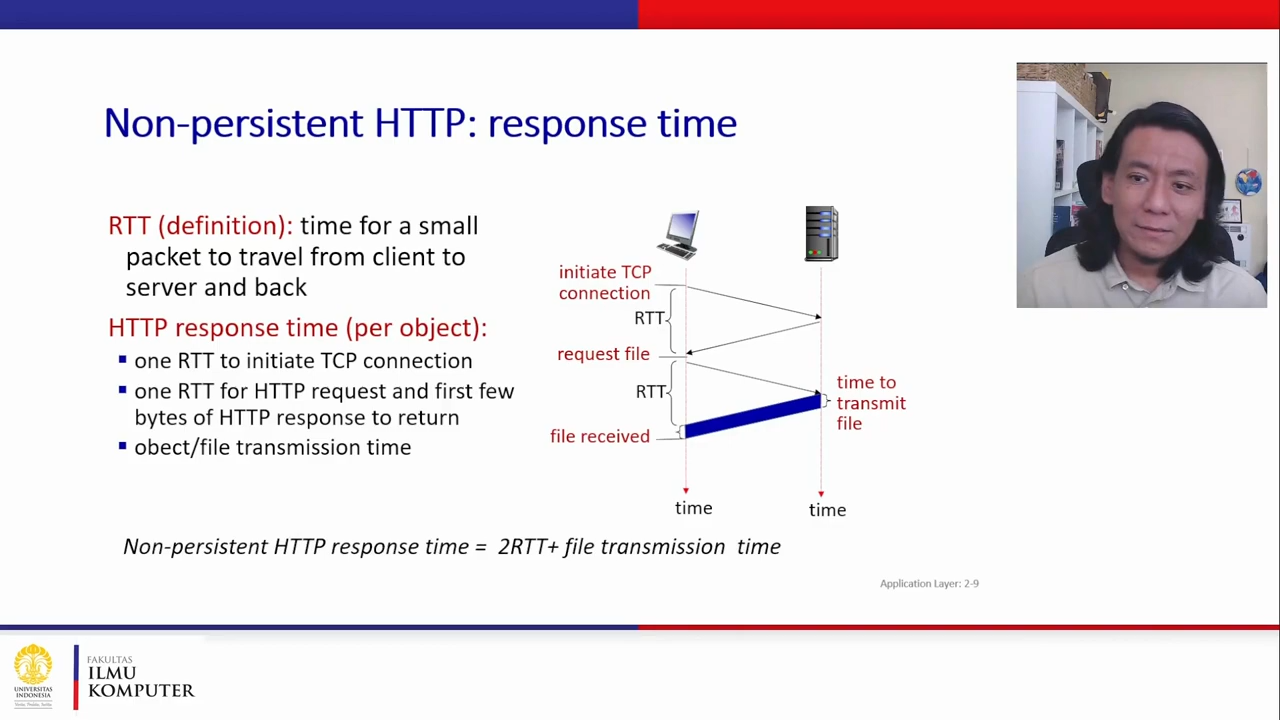 Non-persistent HTTP: response time
RTT (definition): time for a small
packet to travel from client to
server and back
HTTP response time (per object):
one RTT to initiate TCP connection
one RTT for HTTP request and first few
bytes of HTTP response to return
obect/file transmission time
initiate TCP
connection
RTT
request file
RTT
file received
time to
transmit
file
time
time
Non-persistent HTTP response time = 2RTT+ file transmission time
Application Layer: 2-9
UNIVERSITAS
INDONESIA
FAKULTAS
ILMU
KOMPUTER